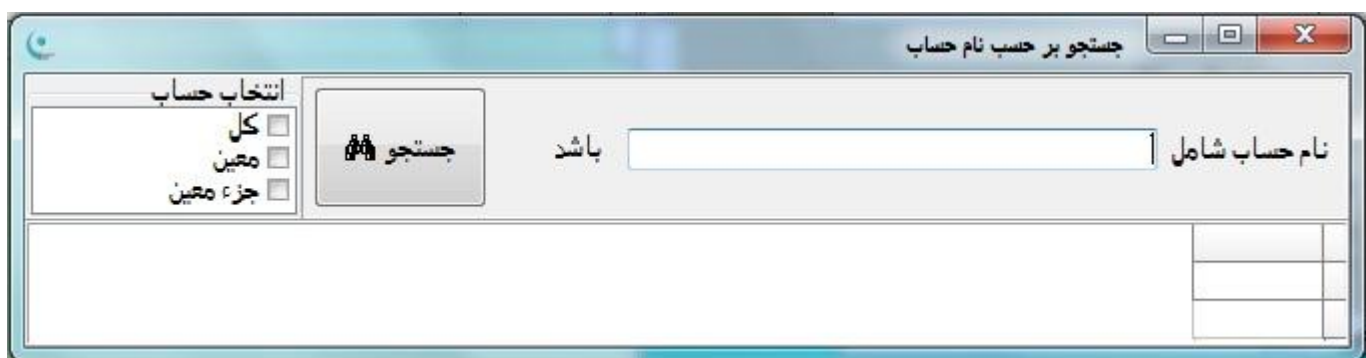 جستجو بر حسب نام حساب
نام حساب شامل
باشد
جستجو
انتخاب حساب
کل
معین
جزء معین